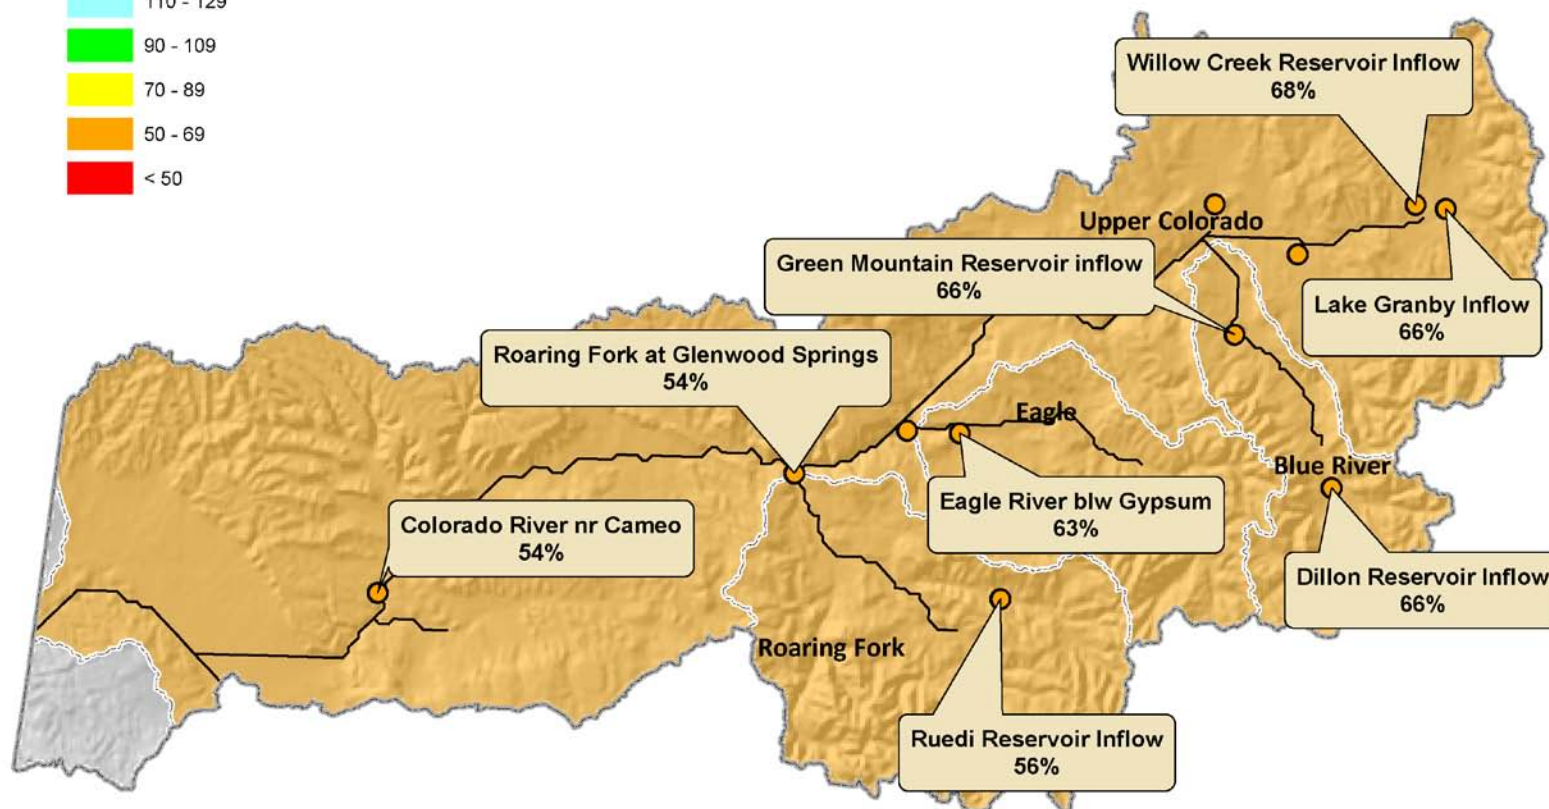 110 - 129
90 - 109
70 - 89
50 - 69
< 50
Willow Creek Reservoir Inflow
68%
Upper Colorado
Green Mountain Reservoir inflow
66%
Lake Granby Inflow
66%
Roaring Fork at Glenwood Springs
54%
Eagle
Blue River
Eagle River blw Gypsum
63%
Colorado River nr Cameo
54%
Dillon Reservoir Inflow
66%
Roaring Fork
Ruedi Reservoir Inflow
56%